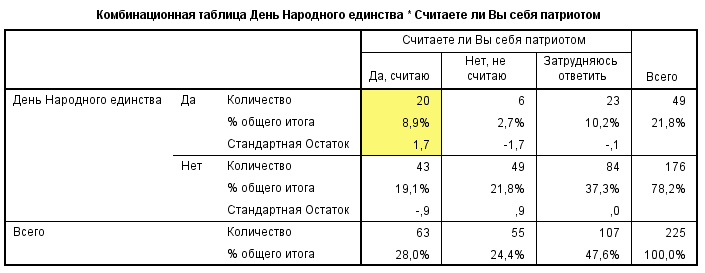 Комбинационная таблица День Народного единства * Считаете ли Вы себя патриотом
Считаете ли Вы себя патриотом
Да, считаю Нет, не считаю Затрудняюсь ответить Всего
День Народного единства Да Количество 20 6 23 49
% общего итога 8,9% 2,7% 10,2% 21,8%
Стандартная Остаток 1,7 -1,7 -,1
Нет Количество 43 49 84 176
% общего итога 19,1% 21,8% 37,3% 78,2%
Стандартная Остаток -,9 ,9 ,0
Всего Количество 63 55 107 225
% общего итога 28,0% 24,4% 47,6% 100,0%